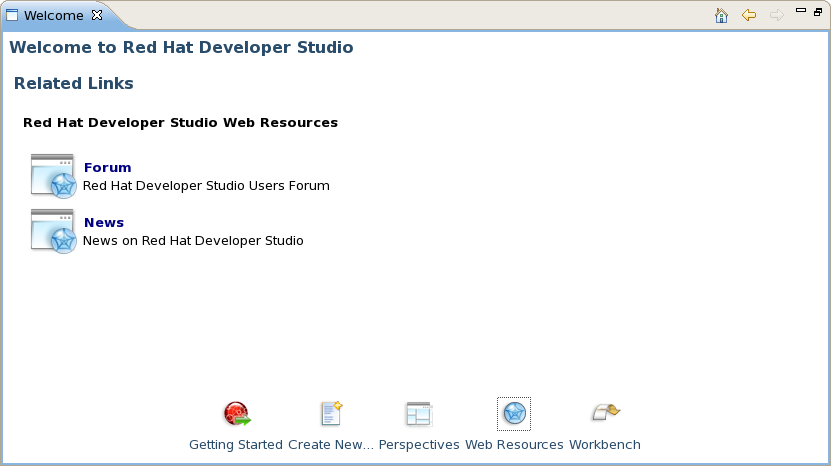 Welcome
Welcome to Red Hat Developer Studio
Related Links
Red Hat Developer Studio Web Resources
Forum
Red Hat Developer Studio Users Forum
News
News on Red Hat Developer Studio
Getting Started Create New... Perspectives Web Resources Workbench